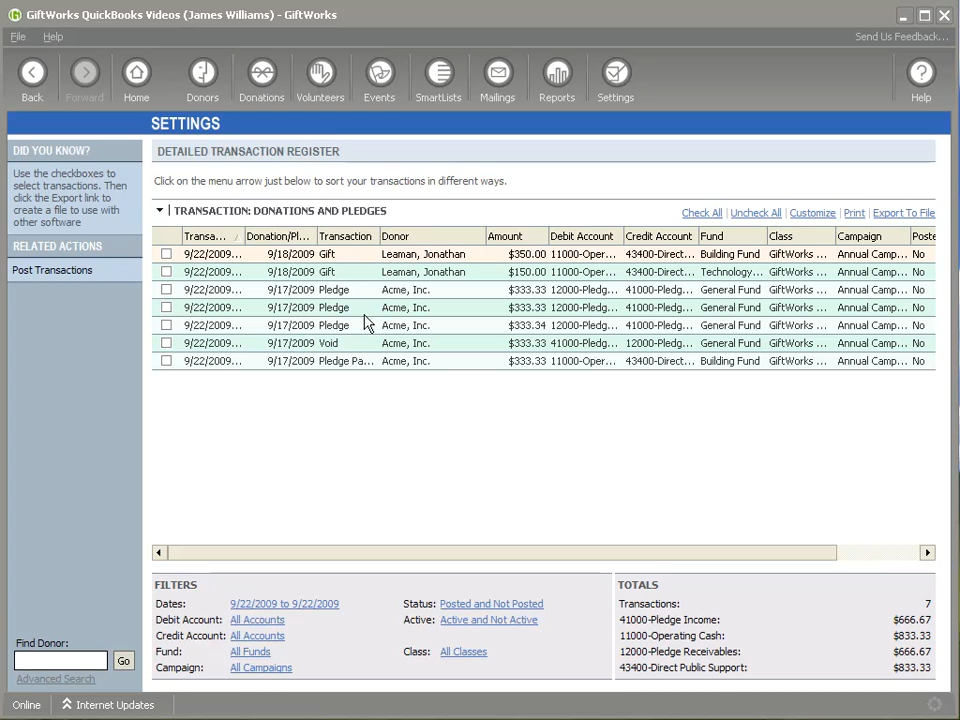 GiftWorks QuickBooks Videos (James Williams) - GiftWorks
File Help Send Us Feedback...
Back Forward Home Donors Donations Volunteers Events SmartLists Mailings Reports Settings Help
SETTINGS
DID YOU KNOW?
Use the checkboxes to
select transactions. Then
click the Export link to
create a file to use with
other software
RELATED ACTIONS
Post Transactions
DETAILED TRANSACTION REGISTER
Click on the menu arrow just below to sort your transactions in different ways.
TRANSACTION: DONATIONS AND PLEDGES Check All | Uncheck All | Customize | Print | Export To File
Transa... Donation/Pl... Transaction Donor Amount Debit Account Credit Account Fund Class Campaign Poste
9/22/2009... 9/18/2009 Gift Leaman, Jonathan $350.00 11000-Oper... 43400-Direct... Building Fund GiftWorks ... Annual Camp... No
9/22/2009... 9/18/2009 Gift Leaman, Jonathan $150.00 11000-Oper... 43400-Direct... Technology... GiftWorks ... Annual Camp... No
9/22/2009... 9/17/2009 Pledge Acme, Inc. $333.33 12000-Pledg... 41000-Pledg... General Fund GiftWorks ... Annual Camp... No
9/22/2009... 9/17/2009 Pledge Acme, Inc. $333.33 12000-Pledg... 41000-Pledg... General Fund GiftWorks ... Annual Camp... No
9/22/2009... 9/17/2009 Pledge Acme, Inc. $333.34 12000-Pledg... 41000-Pledg... General Fund GiftWorks ... Annual Camp... No
9/22/2009... 9/17/2009 Void Acme, Inc. $333.33 41000-Pledg... 12000-Pledg... General Fund GiftWorks ... Annual Camp... No
9/22/2009... 9/17/2009 Pledge Pa... Acme, Inc. $333.33 11000-Oper... 43400-Direct... Building Fund GiftWorks ... Annual Camp... No
FILTERS
Dates: 9/22/2009 to 9/22/2009 Status: Posted and Not Posted
Debit Account: All Accounts Active: Active and Not Active
Credit Account: All Accounts
Fund: All Funds Class: All Classes
Campaign: All Campaigns
TOTALS
Transactions: 7
41000-Pledge Income: $666.67
11000-Operating Cash: $833.33
12000-Pledge Receivables: $666.67
43400-Direct Public Support: $833.33
Find Donor:
Go
Advanced Search
Online Internet Updates